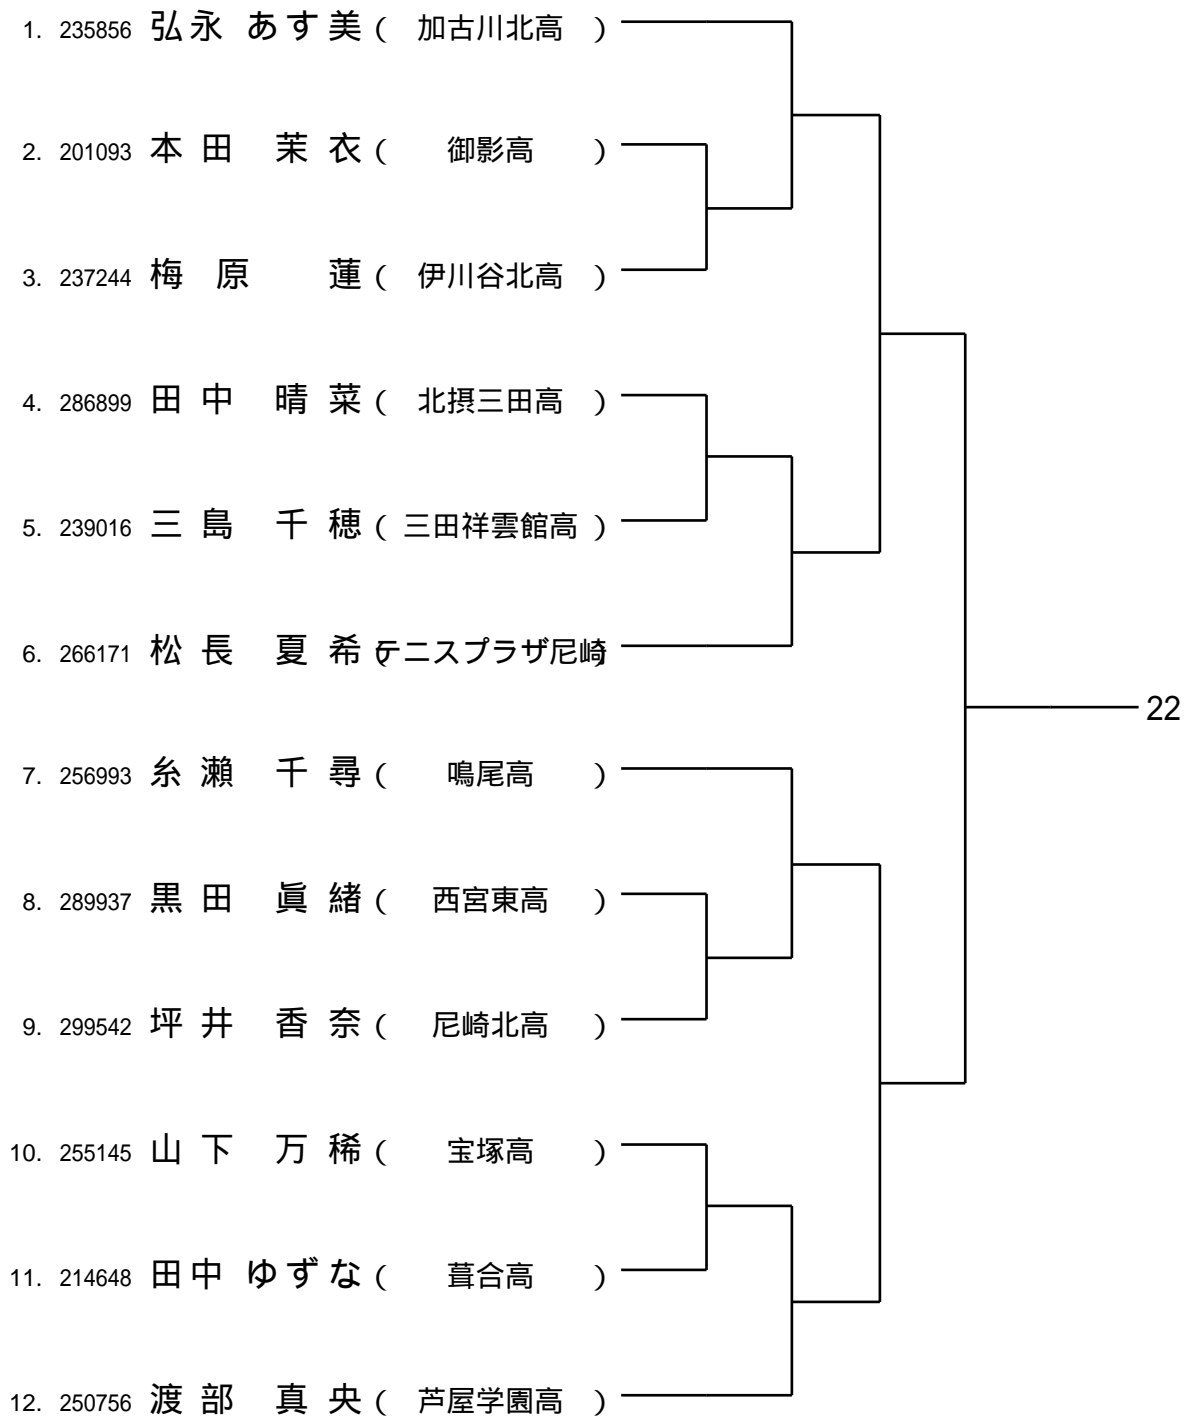 1. 235856 弘永 あす美 ( 加古川北高 )
2. 201093 本田 茉衣 ( 御影高 )
3. 237244 梅原 蓮 ( 伊川谷北高 )
4. 286899 田中 晴菜 ( 北摂三田高 )
5. 239016 三島 千穂 ( 三田祥雲館高 )
6. 266171 松長 夏希 (テニスプラザ尼崎)
22
7. 256993 糸瀬 千尋 ( 鳴尾高 )
8. 289937 黒田 眞緒 ( 西宮東高 )
9. 299542 坪井 香奈 ( 尼崎北高 )
10. 255145 山下 万稀 ( 宝塚高 )
11. 214648 田中 ゆずな ( 葺合高 )
12. 250756 渡部 真央 ( 芦屋学園高 )